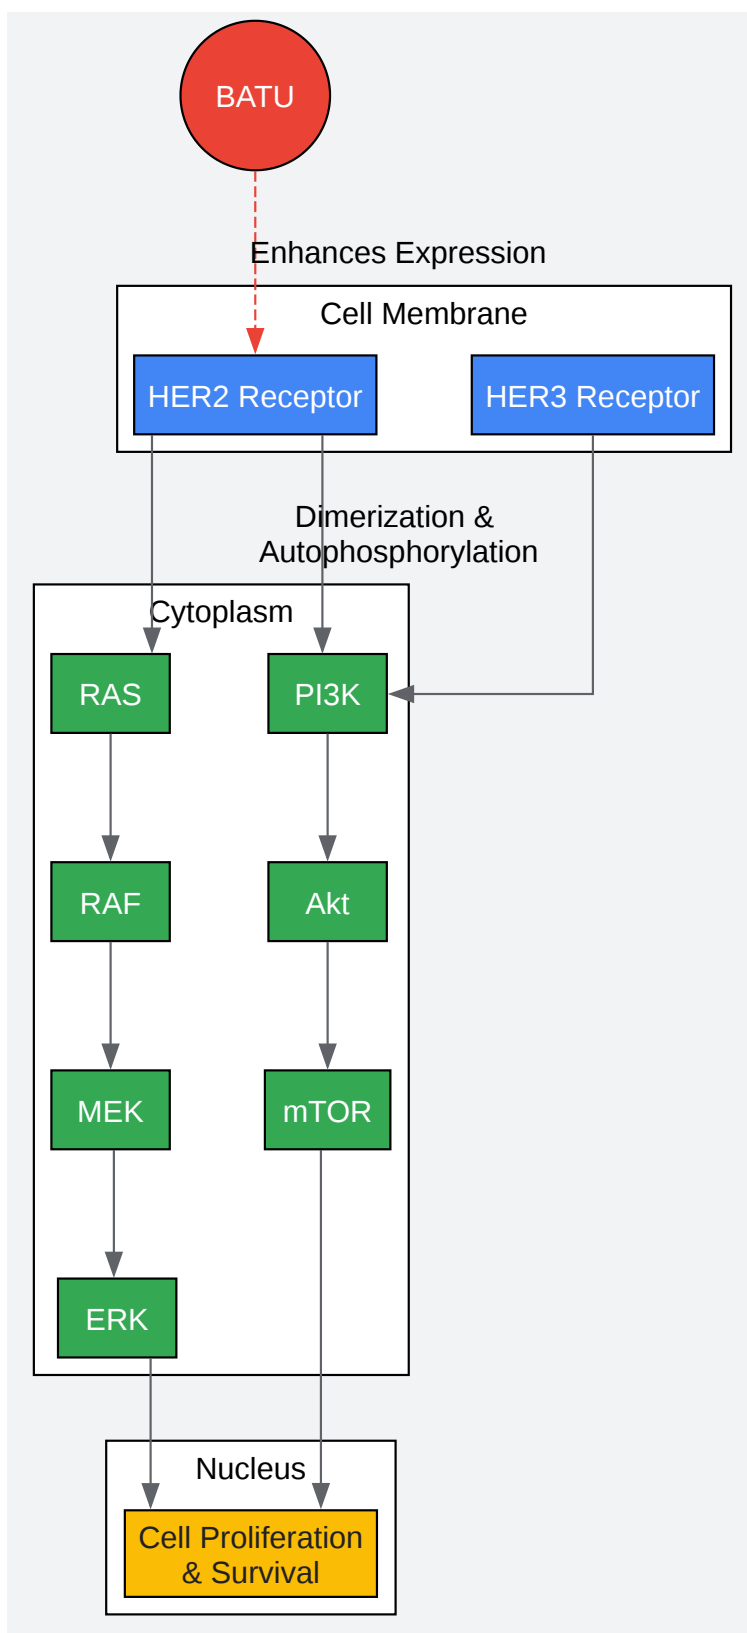 BATU
Enhances Expression
Cell Membrane
HER2 Receptor
HER3 Receptor
Dimerization &
Autophosphorylation
Cytoplasm
RAS
PI3K
RAF
Akt
MEK
mTOR
ERK
Nucleus
Cell Proliferation
& Survival